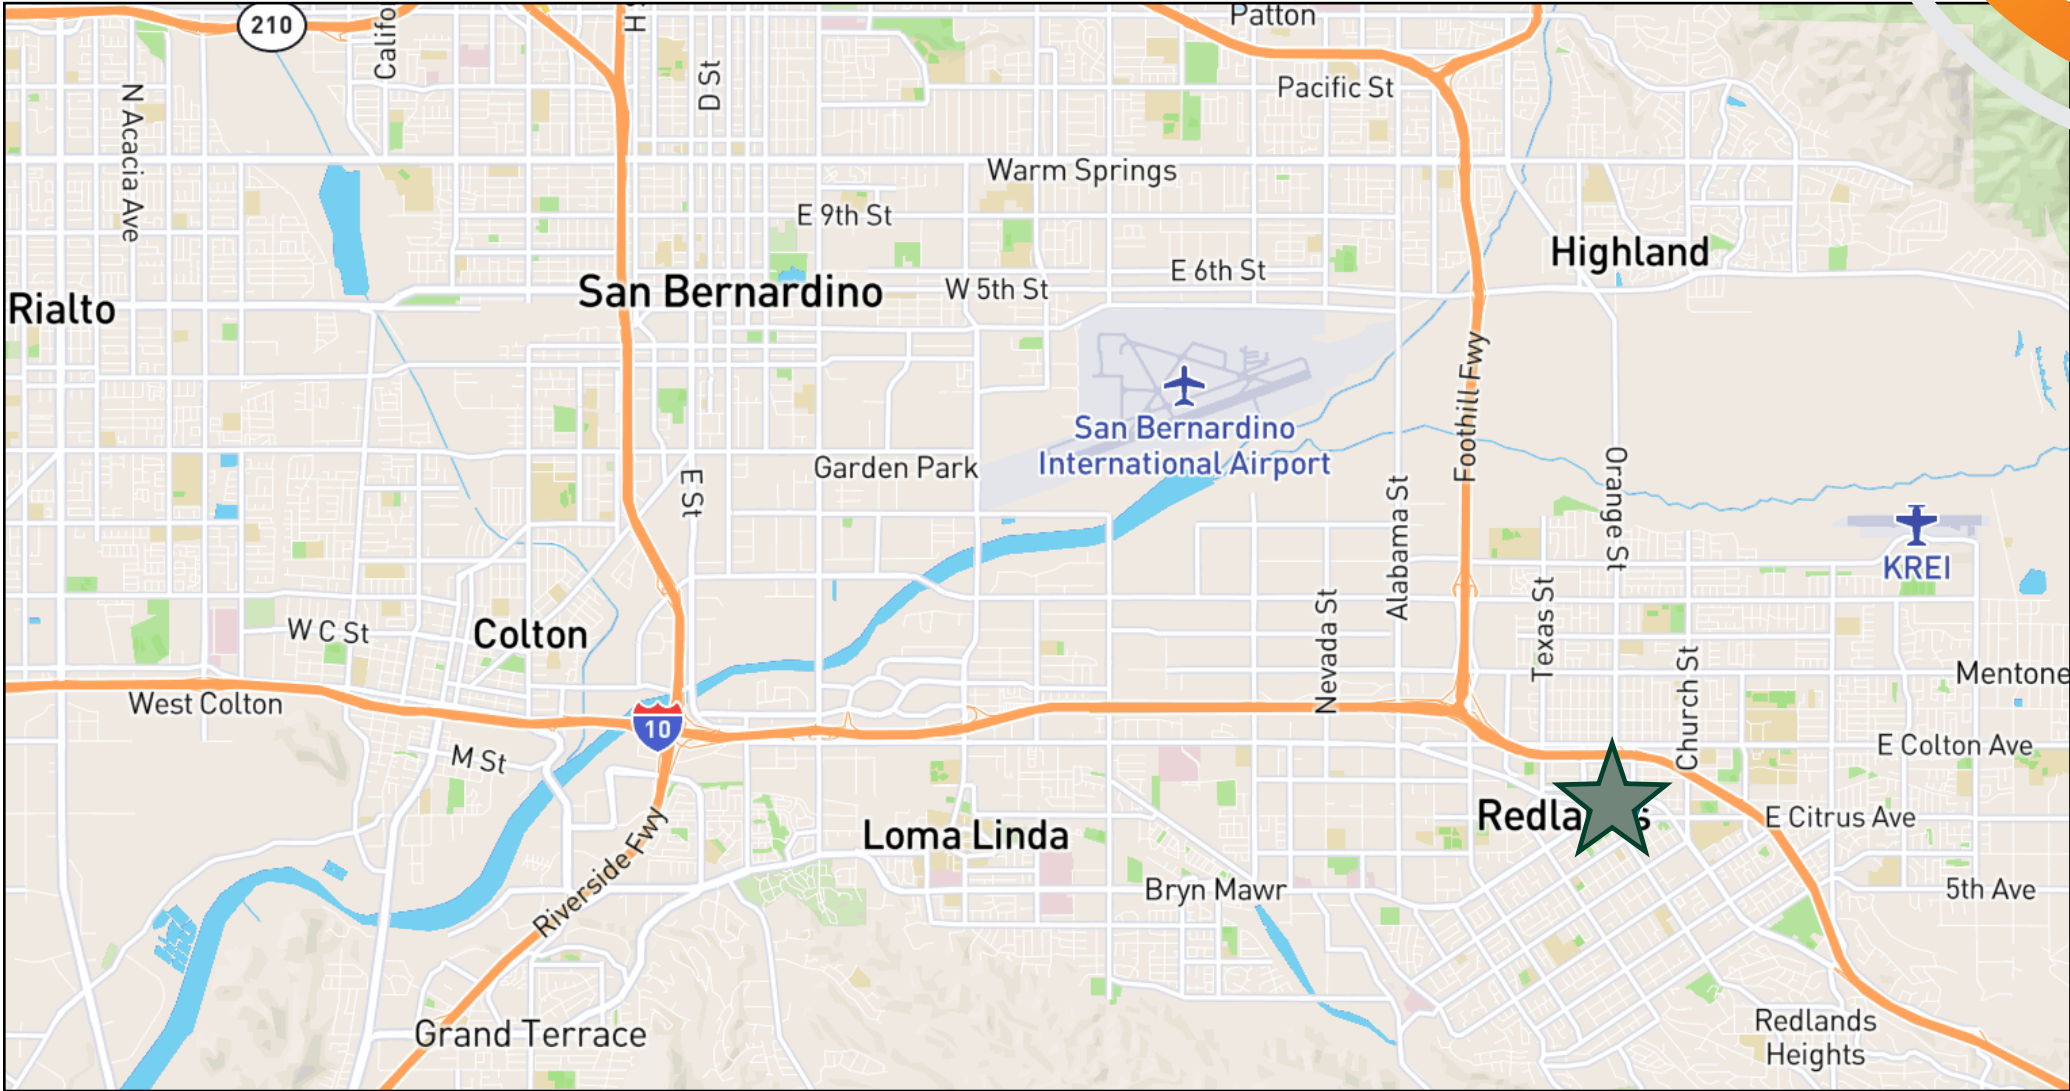 Patton
210
Califo
H S
D St
Pacific St
N Acacia Ave
Warm Springs
E 9th St
Highland
E 6th St
San Bernardino
W 5th St
Rialto
Foothill Fwy
San Bernardino
International Airport
Garden Park
E St
Orange St
Alabama St
KREI
Nevada St
Texas St
W C St
Colton
Church St
Mentone
West Colton
10
E Colton Ave
M St
Redla
s
E Citrus Ave
Loma Linda
Riverside Fwy
Bryn Mawr
5th Ave
Grand Terrace
Redlands
Heights